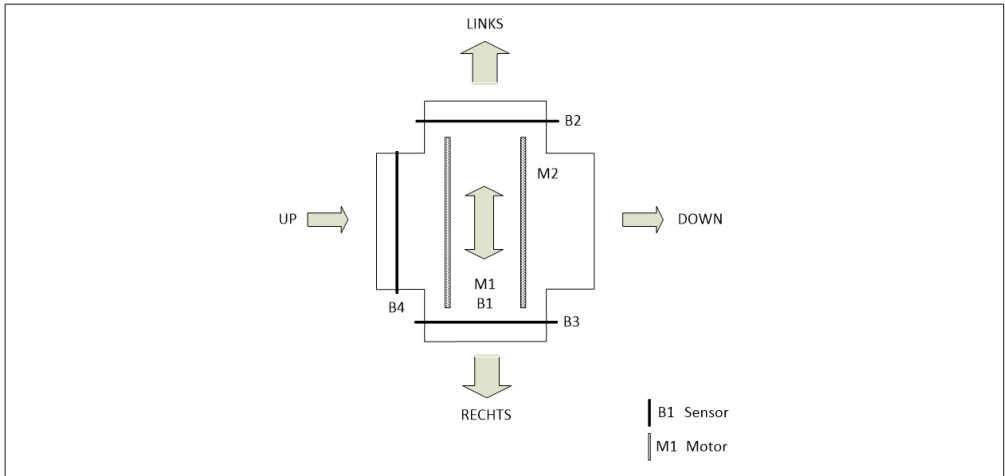 LINKS
B2
M2
UP
DOWN
M1
B1
B4
B3
RECHTS
B1 Sensor
M1 Motor